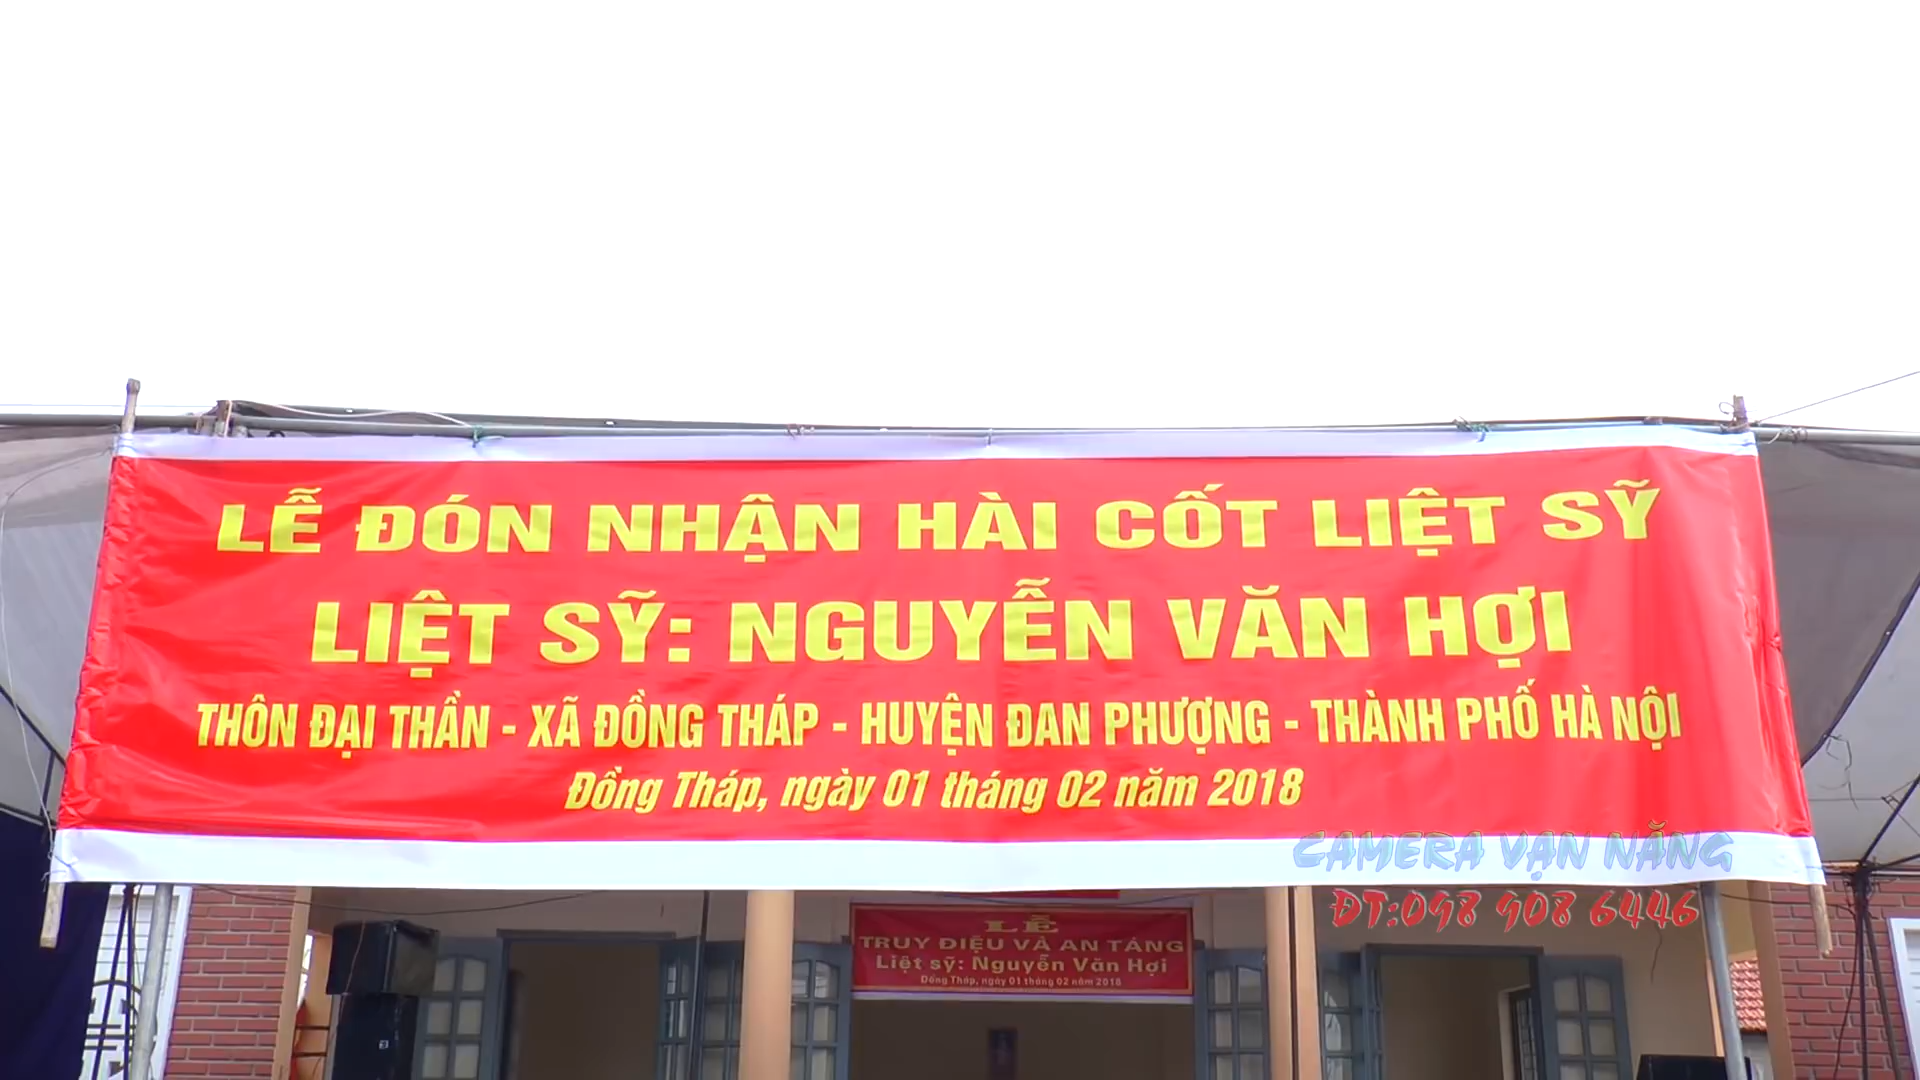 LỄ ĐÓN NHẬN HÀI CỐT LIỆT SỸ
LIỆT SỸ: NGUYỄN VĂN HỢI
THÔN ĐẠI THẦN - XÃ ĐỒNG THÁP - HUYỆN ĐAN PHƯỢNG - THÀNH PHỐ HÀ NỘI
Đồng Tháp, ngày 01 tháng 02 năm 2018
CAMERA VẠN NĂNG
ĐT:098 908 6446
LỄ
TRUY ĐIỆU VÀ AN TÁNG
Liệt sỹ: Nguyễn Văn Hợi
Đồng Tháp, ngày 01 tháng 02 năm 2018